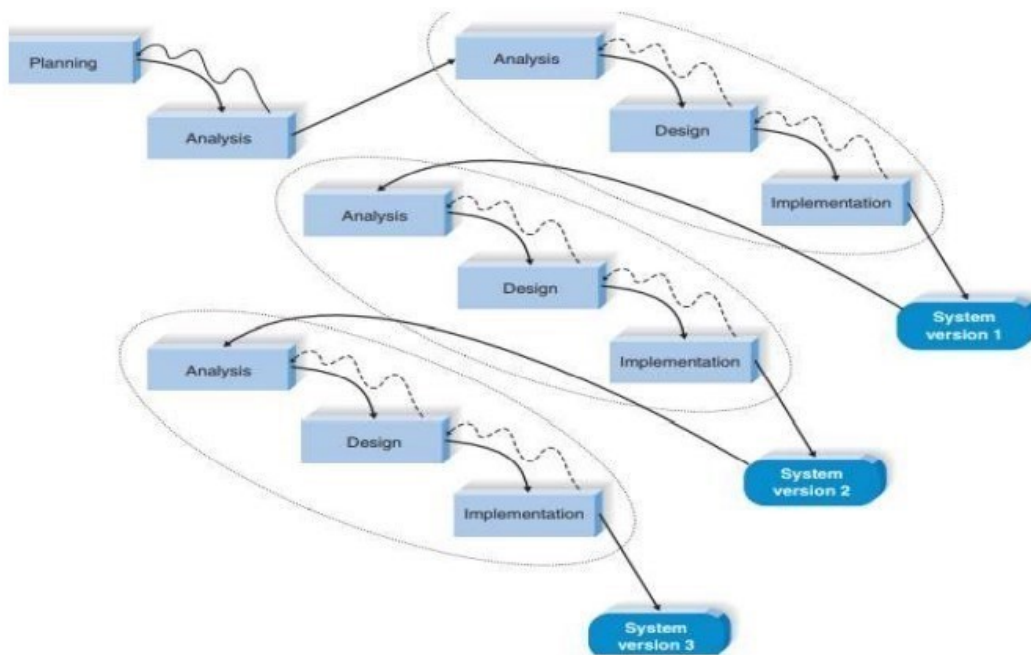 Planning
Analysis
Analysis
Design
Implementation
System
version 1
Analysis
Design
Implementation
System
version 2
Analysis
Design
Implementation
System
version 3